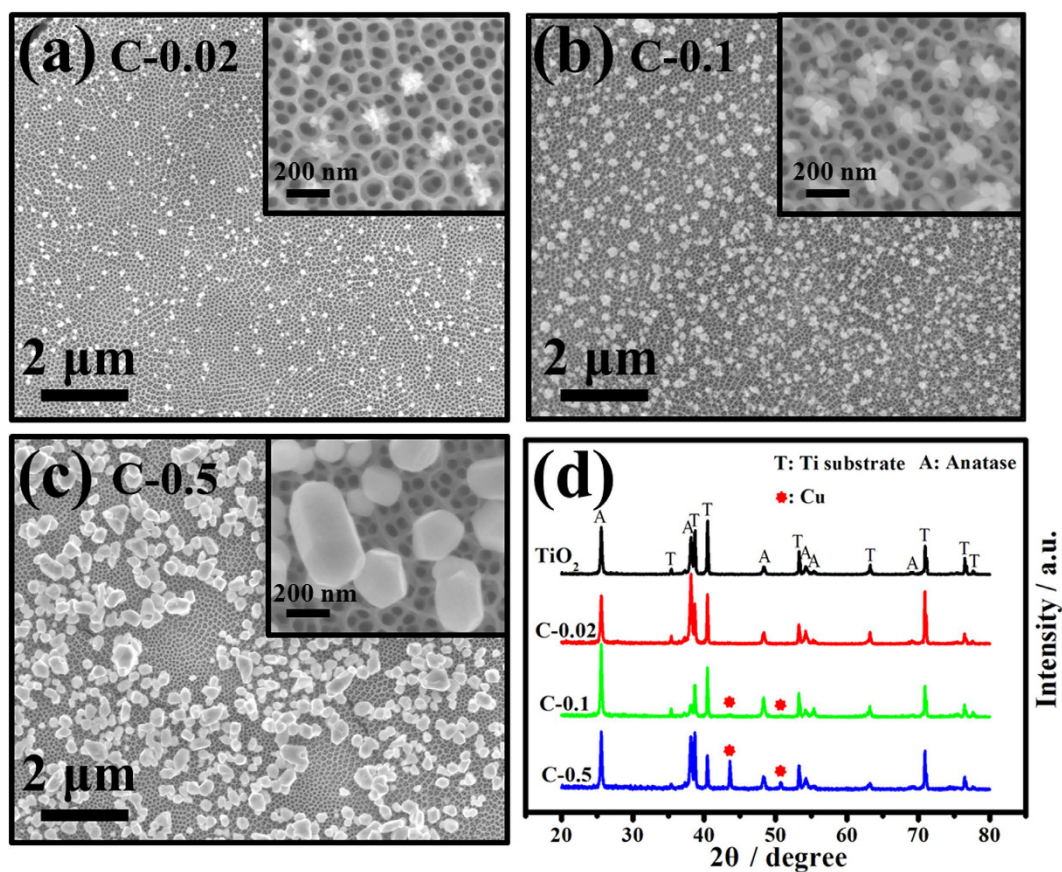 (a) C-0.02
200 nm
2 μm
(b) C-0.1
200 nm
2 μm
(c) C-0.5
200 nm
2 μm
(d)
T: Ti substrate A: Anatase
: Cu
A T A T T A T A A T A T T T
TiO2
C-0.02
C-0.1
C-0.5
20 30 40 50 60 70 80
2θ / degree
Intensity / a.u.